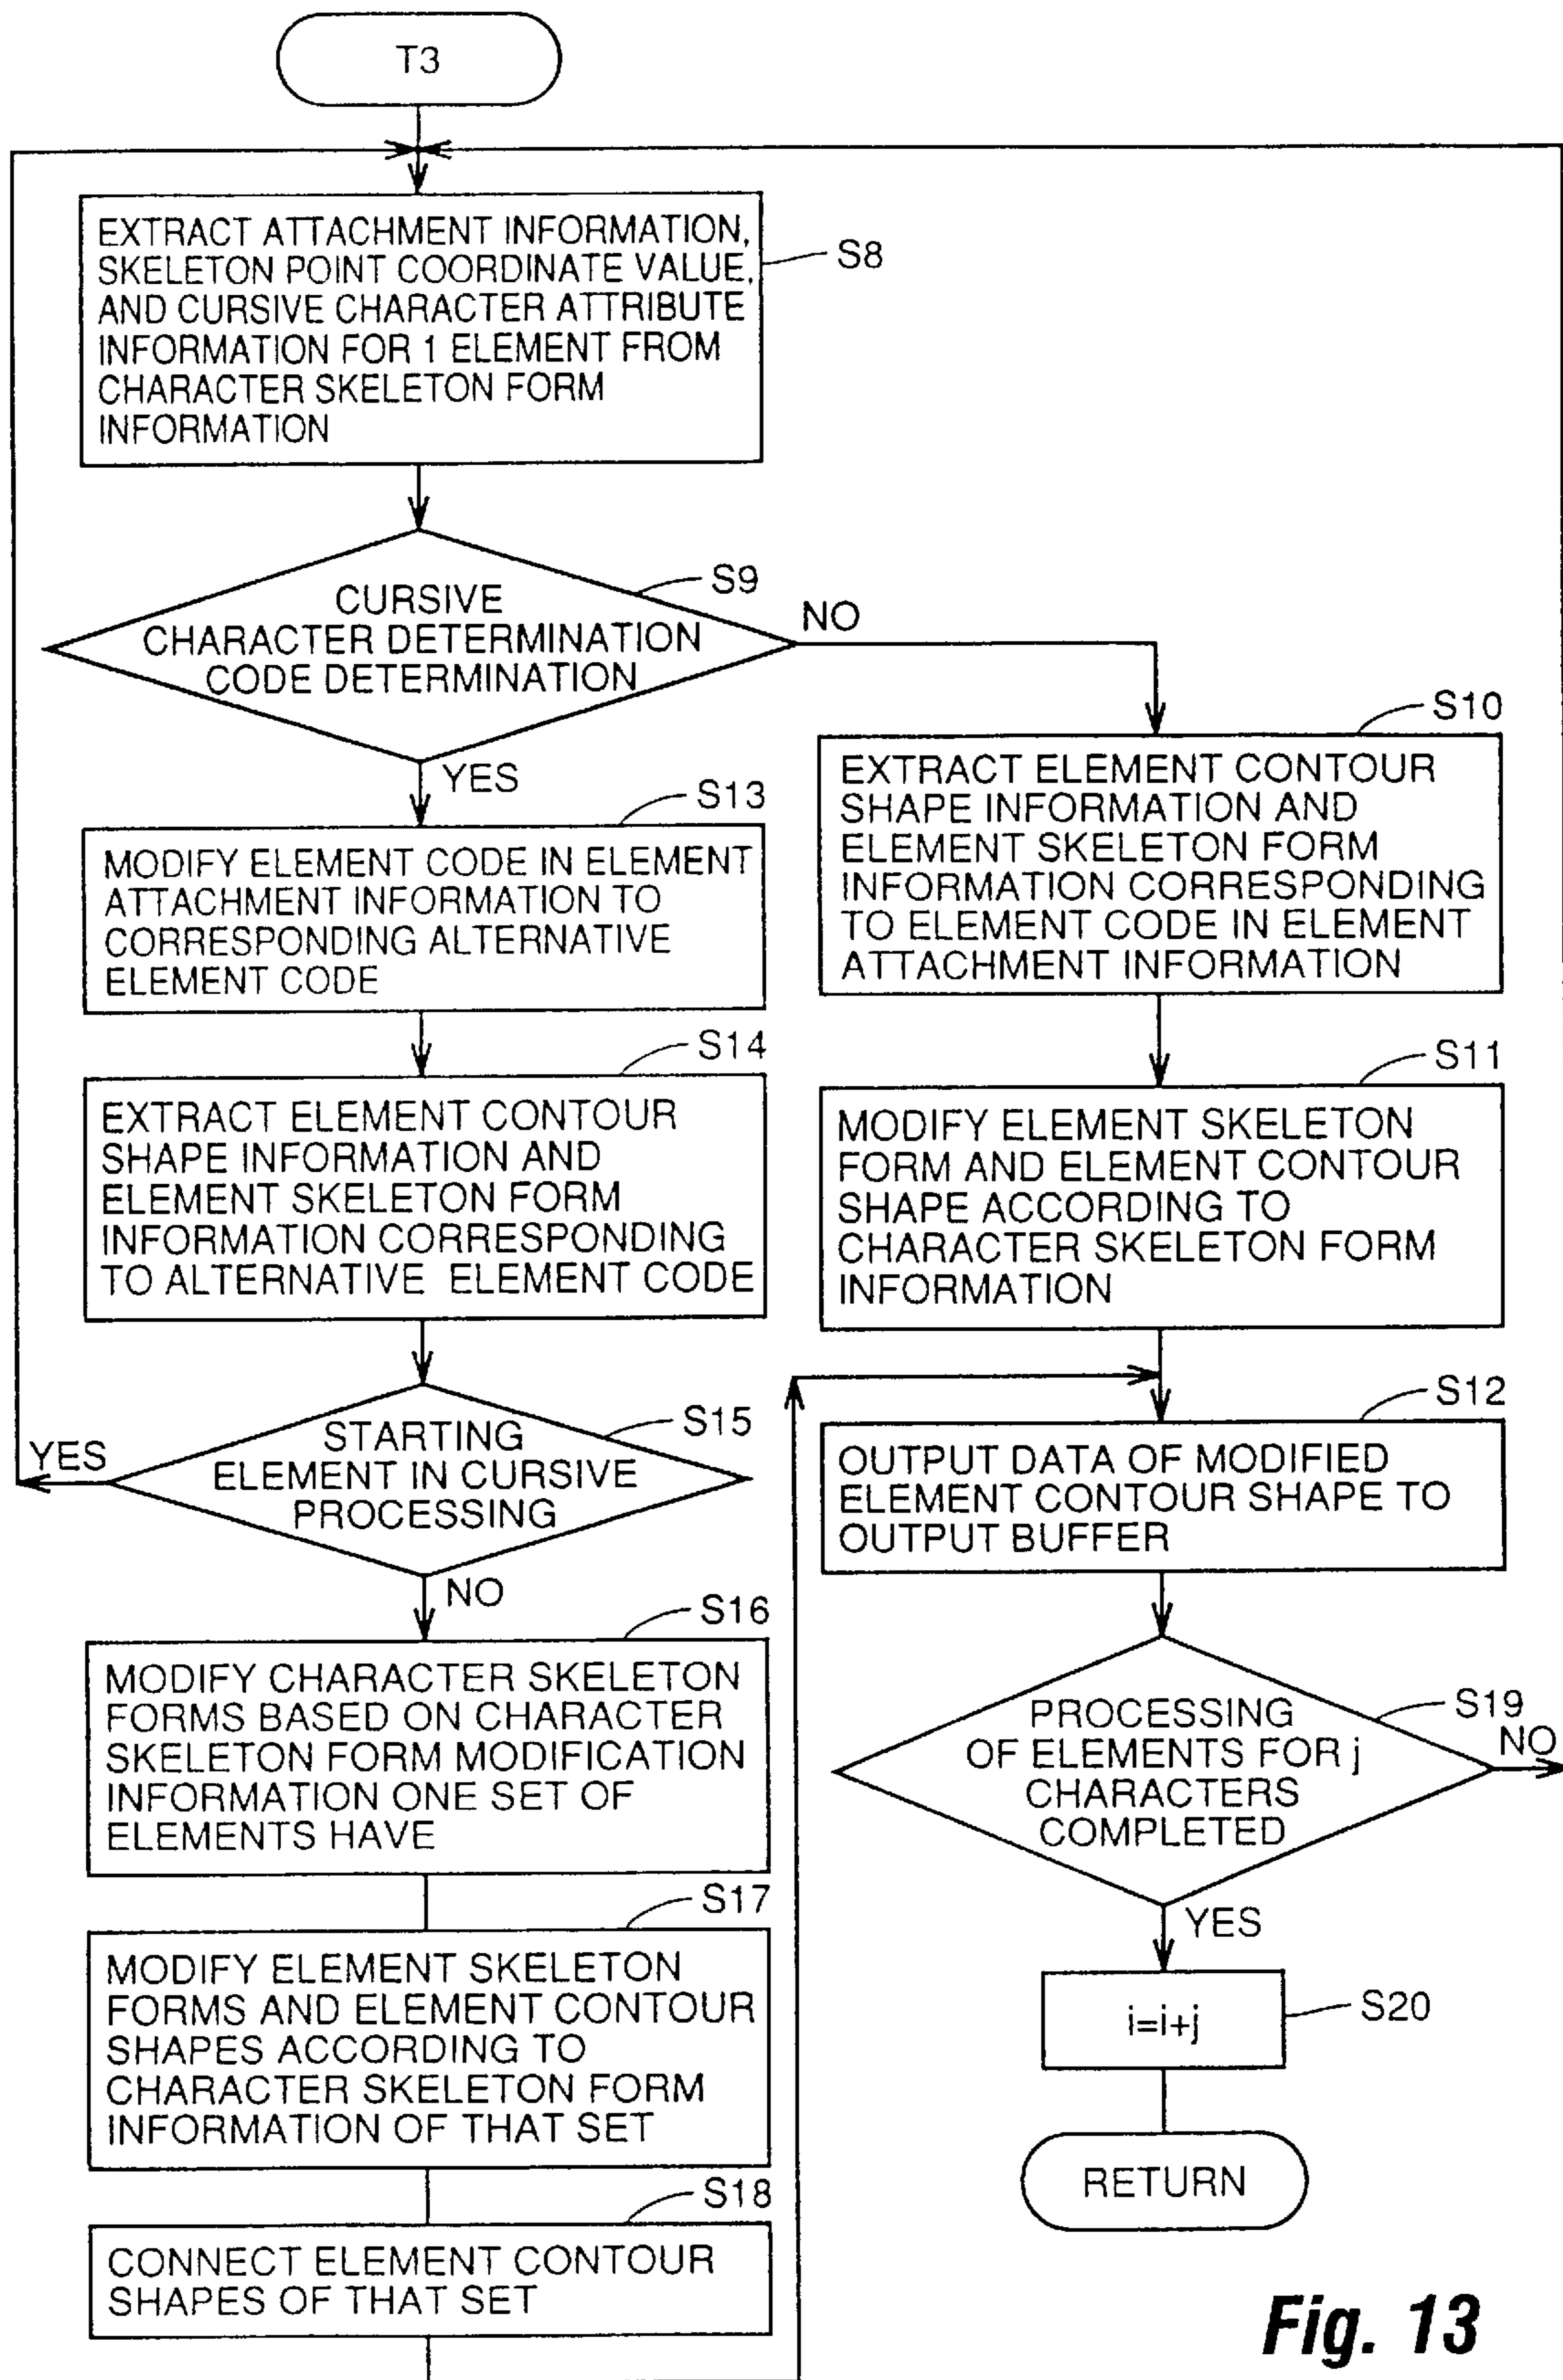 T3
EXTRACT ATTACHMENT INFORMATION,
SKELETON POINT COORDINATE VALUE,
AND CURSIVE CHARACTER ATTRIBUTE
INFORMATION FOR 1 ELEMENT FROM
CHARACTER SKELETON FORM
INFORMATION
S8
CURSIVE
CHARACTER DETERMINATION
CODE DETERMINATION
S9
NO
YES
S13
MODIFY ELEMENT CODE IN ELEMENT
ATTACHMENT INFORMATION TO
CORRESPONDING ALTERNATIVE
ELEMENT CODE
S14
EXTRACT ELEMENT CONTOUR
SHAPE INFORMATION AND
ELEMENT SKELETON FORM
INFORMATION CORRESPONDING
TO ALTERNATIVE ELEMENT CODE
S15
STARTING
ELEMENT IN CURSIVE
PROCESSING
YES
NO
S16
MODIFY CHARACTER SKELETON
FORMS BASED ON CHARACTER
SKELETON FORM MODIFICATION
INFORMATION ONE SET OF
ELEMENTS HAVE
S17
MODIFY ELEMENT SKELETON
FORMS AND ELEMENT CONTOUR
SHAPES ACCORDING TO
CHARACTER SKELETON FORM
INFORMATION OF THAT SET
S18
CONNECT ELEMENT CONTOUR
SHAPES OF THAT SET
S10
EXTRACT ELEMENT CONTOUR
SHAPE INFORMATION AND
ELEMENT SKELETON FORM
INFORMATION CORRESPONDING
TO ELEMENT CODE IN ELEMENT
ATTACHMENT INFORMATION
S11
MODIFY ELEMENT SKELETON
FORM AND ELEMENT CONTOUR
SHAPE ACCORDING TO
CHARACTER SKELETON FORM
INFORMATION
S12
OUTPUT DATA OF MODIFIED
ELEMENT CONTOUR SHAPE TO
OUTPUT BUFFER
S19
PROCESSING
OF ELEMENTS FOR j
CHARACTERS
COMPLETED
NO
YES
i=i+j
S20
RETURN
Fig. 13